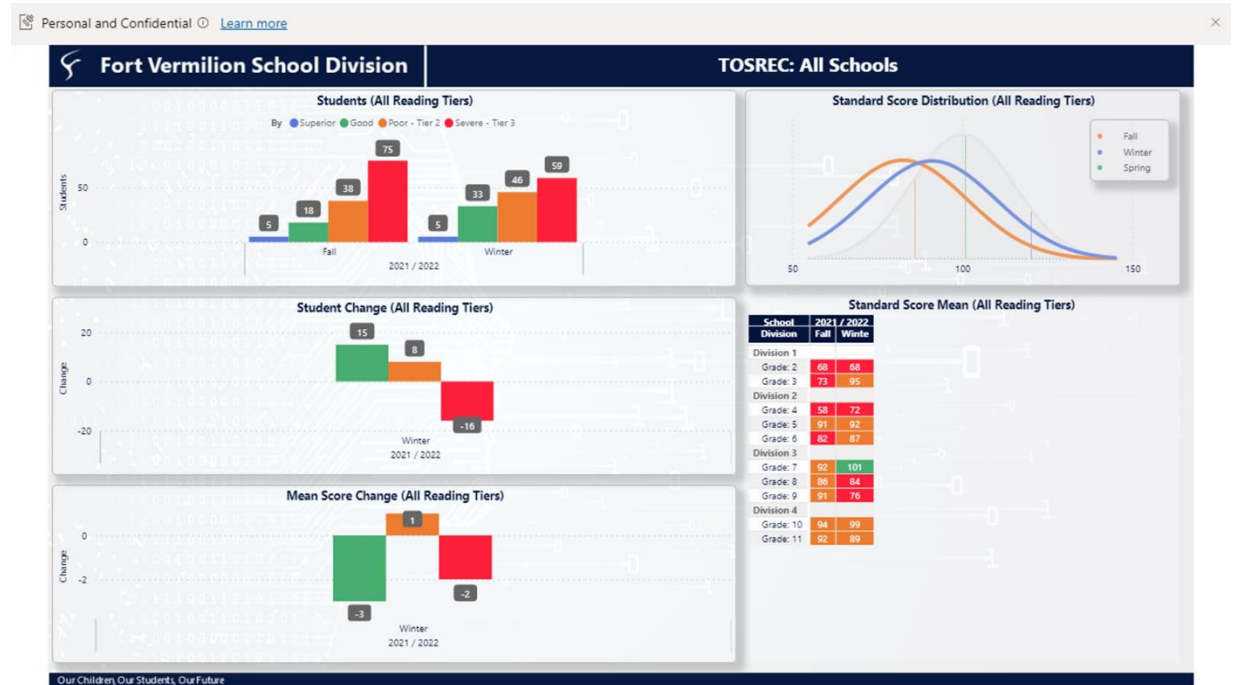 Personal and Confidential ⓘ Learn more
Fort Vermilion School Division
TOSREC: All Schools
Students (All Reading Tiers)
By Superior Good Poor - Tier 2 Severe - Tier 3
Students
50
0
5
18
38
75
5
33
46
59
Fall
Winter
2021 / 2022
Standard Score Distribution (All Reading Tiers)
Fall
Winter
Spring
50
100
150
Student Change (All Reading Tiers)
Change
20
0
-20
15
8
-16
Winter
2021 / 2022
Standard Score Mean (All Reading Tiers)
School 2021 / 2022
Division Fall Winte
Division 1
Grade: 2 68 68
Grade: 3 73 95
Division 2
Grade: 4 58 72
Grade: 5 91 92
Grade: 6 82 87
Division 3
Grade: 7 92 101
Grade: 8 86 84
Grade: 9 91 76
Division 4
Grade: 10 94 99
Grade: 11 92 89
Mean Score Change (All Reading Tiers)
Change
0
-2
-3
1
-2
Winter
2021 / 2022
Our Children, Our Students, Our Future